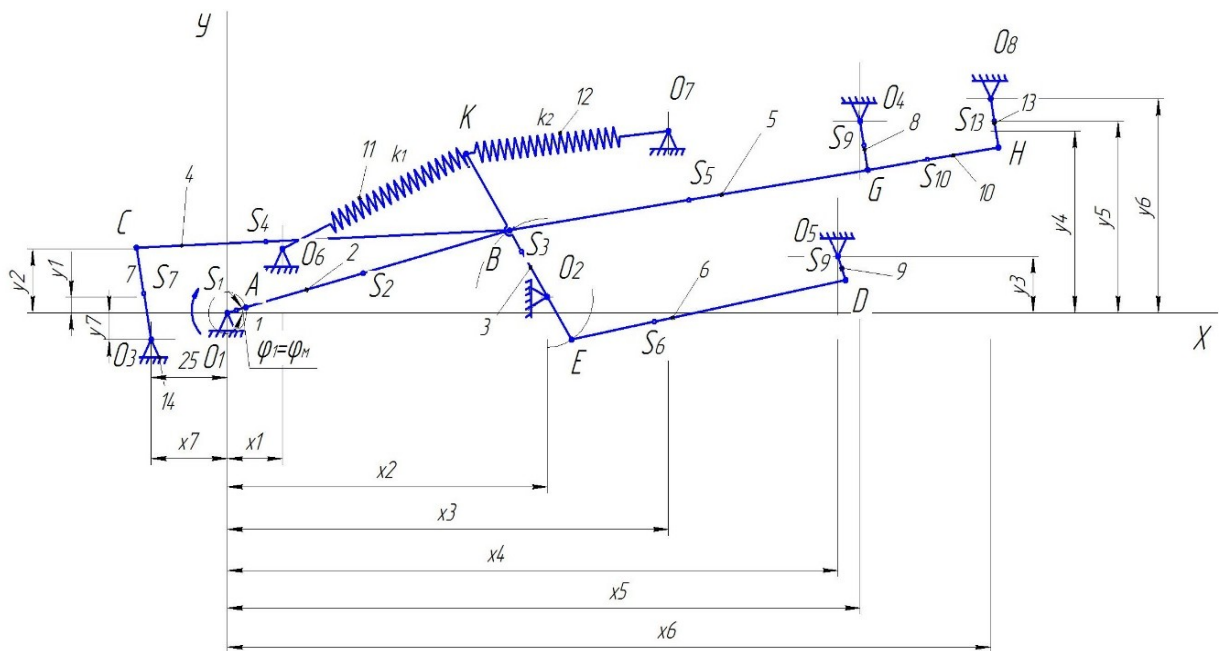 y
O8
12
O7
O4
13
K
k2
S9
8
S13
5
11
k1
H
S5
G
S10
10
4
C
S4
O5
S9
y6
y5
y4
O6
B
S3
2
O2
9
y2
y1
7
S7
S1
A
S2
6
D
y3
3
y7
1
X
O3
25
O1
φ1=φM
E
S6
14
x7
x1
x2
x3
x4
x5
x6